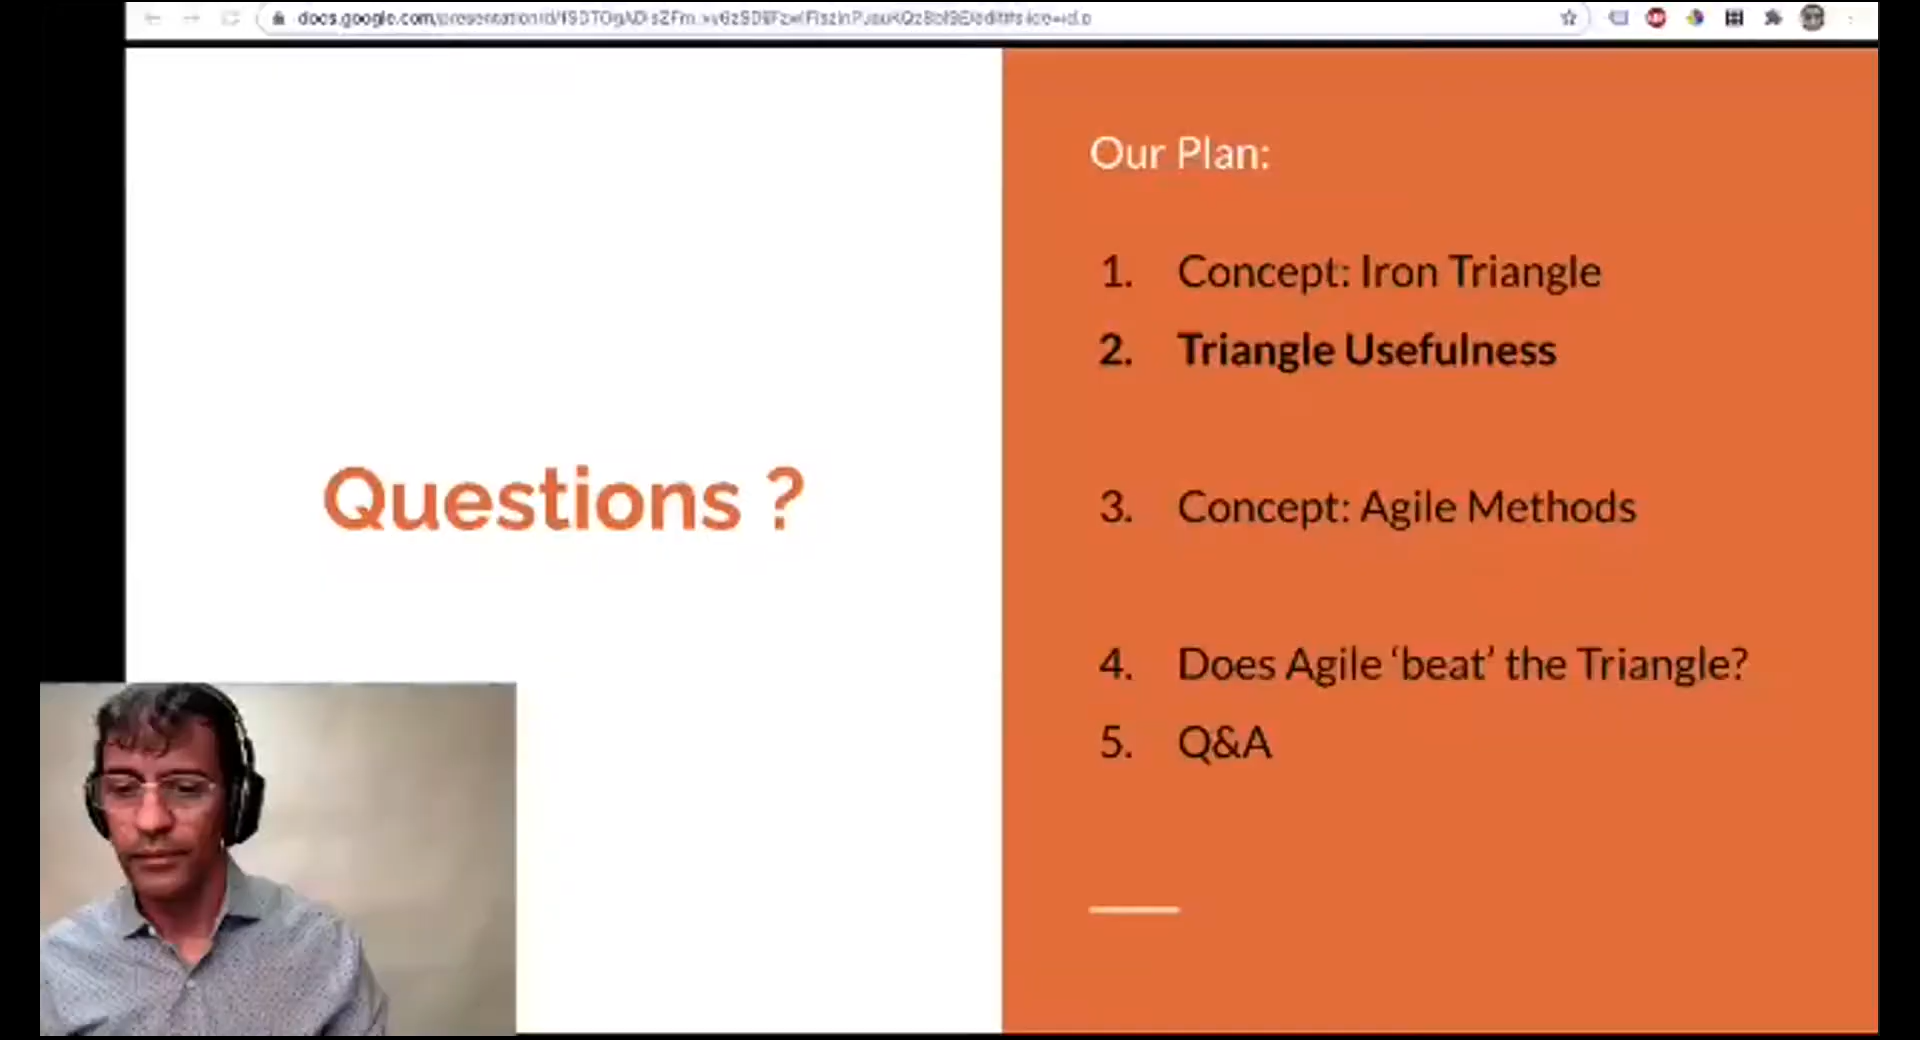 docs.google.com/presentation/d/
Questions ?
Our Plan:
1. Concept: Iron Triangle
2. Triangle Usefulness
3. Concept: Agile Methods
4. Does Agile ‘beat’ the Triangle?
5. Q&A